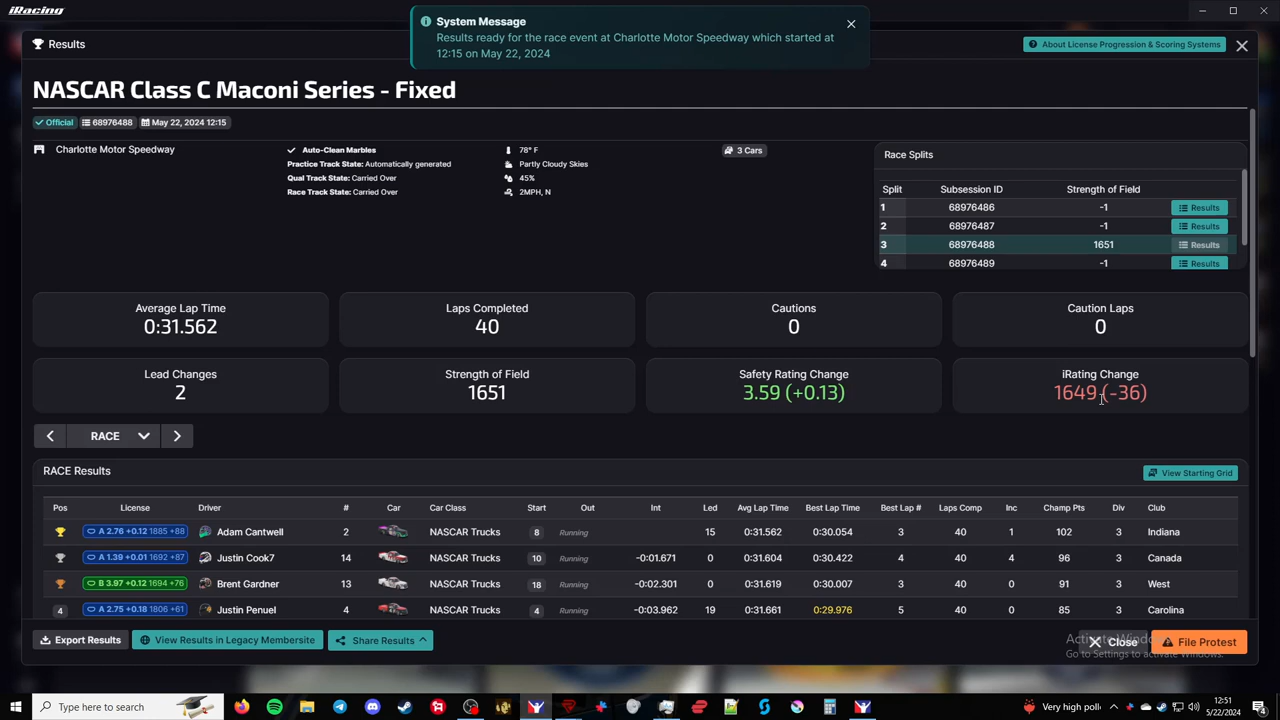 iRacing
System Message
Results ready for the race event at Charlotte Motor Speedway which started at
12:15 on May 22, 2024
Results
About License Progression & Scoring Systems
NASCAR Class C Maconi Series - Fixed
Official 68976488 May 22, 2024 12:15
Charlotte Motor Speedway
Auto-Clean Marbles
Practice Track State: Automatically generated
Qual Track State: Carried Over
Race Track State: Carried Over
78° F
Partly Cloudy Skies
45%
2MPH, N
3 Cars
Race Splits
Split Subsession ID Strength of Field
1 68976486 -1 Results
2 68976487 -1 Results
3 68976488 1651 Results
4 68976489 -1 Results
Average Lap Time
0:31.562
Laps Completed
40
Cautions
0
Caution Laps
0
Lead Changes
2
Strength of Field
1651
Safety Rating Change
3.59 (+0.13)
iRating Change
1649 (-36)
RACE
RACE Results
View Starting Grid
Pos License Driver # Car Car Class Start Out Int Led Avg Lap Time Best Lap Time Best Lap # Laps Comp Inc Champ Pts Div Club
A 2.76 +0.12 1885 +88 Adam Cantwell 2 NASCAR Trucks 8 Running 15 0:31.562 0:30.054 3 40 1 102 3 Indiana
A 1.39 +0.01 1692 +87 Justin Cook7 14 NASCAR Trucks 10 Running -0:01.671 0 0:31.604 0:30.422 4 40 4 96 3 Canada
B 3.97 +0.12 1694 +76 Brent Gardner 13 NASCAR Trucks 18 Running -0:02.301 0 0:31.619 0:30.007 3 40 0 91 3 West
4 A 2.75 +0.18 1806 +61 Justin Penuel 4 NASCAR Trucks 4 Running -0:03.962 19 0:31.661 0:29.976 5 40 0 85 3 Carolina
Export Results
View Results in Legacy Membersite
Share Results
Close
File Protest
Activate Windo
Go to Settings to activate Windows.
Type here to search
Very high poll
12:51
5/22/2024